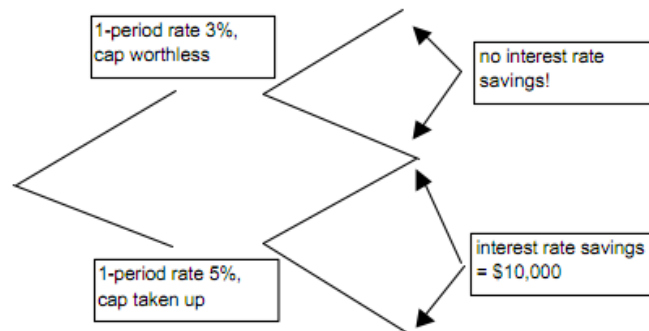 1-period rate 3%,
cap worthless
no interest rate
savings!
1-period rate 5%,
cap taken up
interest rate savings
= $10,000